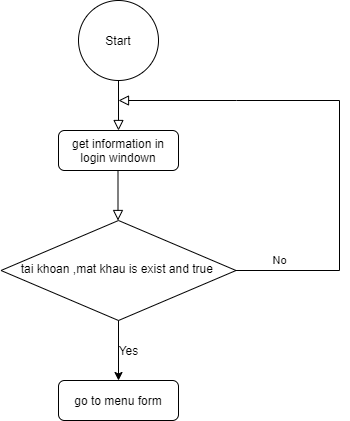 Start
get information in
login windown
tai khoan ,mat khau is exist and true
No
Yes
go to menu form